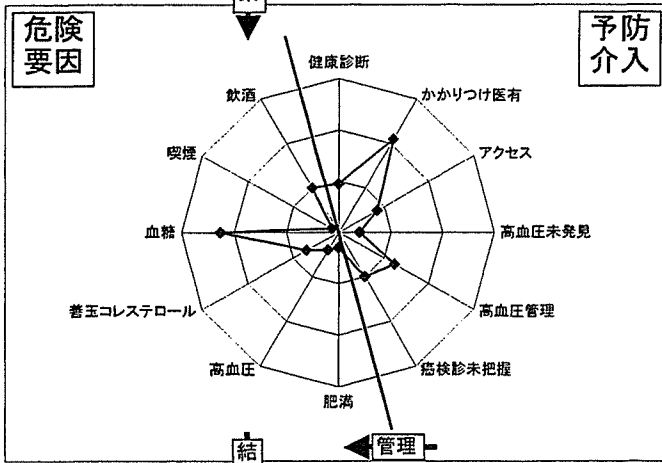 危険
要因
予防
介入
健康診断
飲酒
かかりつけ医有
喫煙
アクセス
血糖
高血圧未発見
善玉コレステロール
高血圧管理
高血圧
癌検診未把握
肥満
結
管理